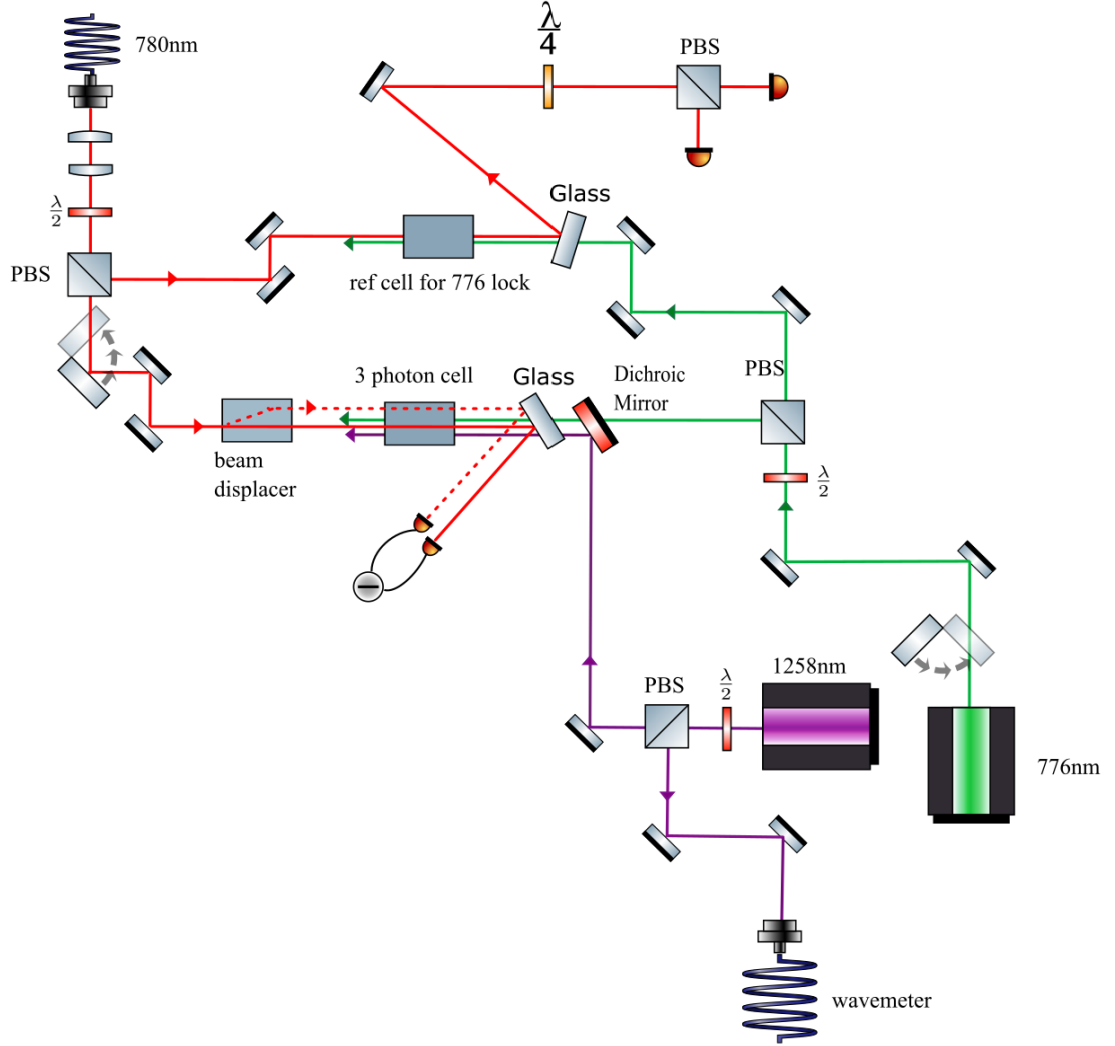 780nm
λ/4
PBS
Glass
λ/2
PBS
ref cell for 776 lock
3 photon cell
Glass
Dichroic
Mirror
PBS
beam
displacer
λ/2
1258nm
PBS
λ/2
776nm
wavemeter